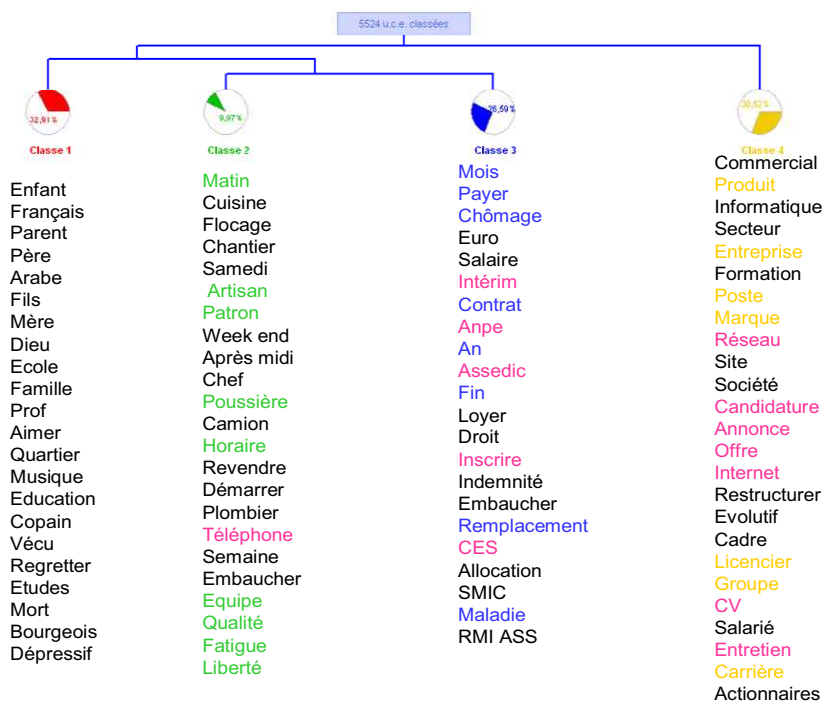 5524 u.c.e. classées
32,91 %
Classe 1
Enfant
Français
Parent
Père
Arabe
Fils
Mère
Dieu
Ecole
Famille
Prof
Aimer
Quartier
Musique
Education
Copain
Vécu
Regretter
Etudes
Mort
Bourgeois
Dépressif
9,97%
Classe 2
Matin
Cuisine
Flocage
Chantier
Samedi
Artisan
Patron
Week end
Après midi
Chef
Poussière
Camion
Horaire
Revendre
Démarrer
Plombier
Téléphone
Semaine
Embaucher
Equipe
Qualité
Fatigue
Liberté
26,59%
Classe 3
Mois
Payer
Chômage
Euro
Salaire
Intérim
Contrat
Anpe
An
Assedic
Fin
Loyer
Droit
Inscrire
Indemnité
Embaucher
Remplacement
CES
Allocation
SMIC
Maladie
RMI ASS
30,52%
Classe 4
Commercial
Produit
Informatique
Secteur
Entreprise
Formation
Poste
Marque
Réseau
Site
Société
Candidature
Annonce
Offre
Internet
Restructurer
Evolutif
Cadre
Licencier
Groupe
CV
Salarié
Entretien
Carrière
Actionnaires